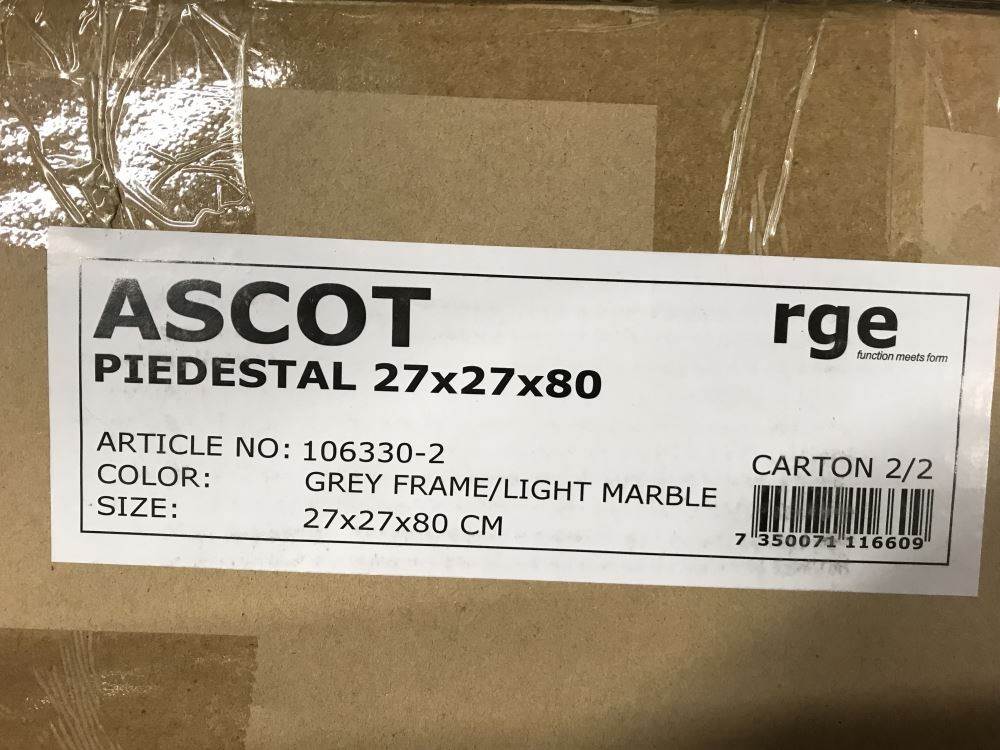 ASCOT
PIEDESTAL 27x27x80
rge
function meets form
ARTICLE NO: 106330-2
COLOR: GREY FRAME/LIGHT MARBLE
SIZE: 27x27x80 CM
CARTON 2/2
7 350071 116609